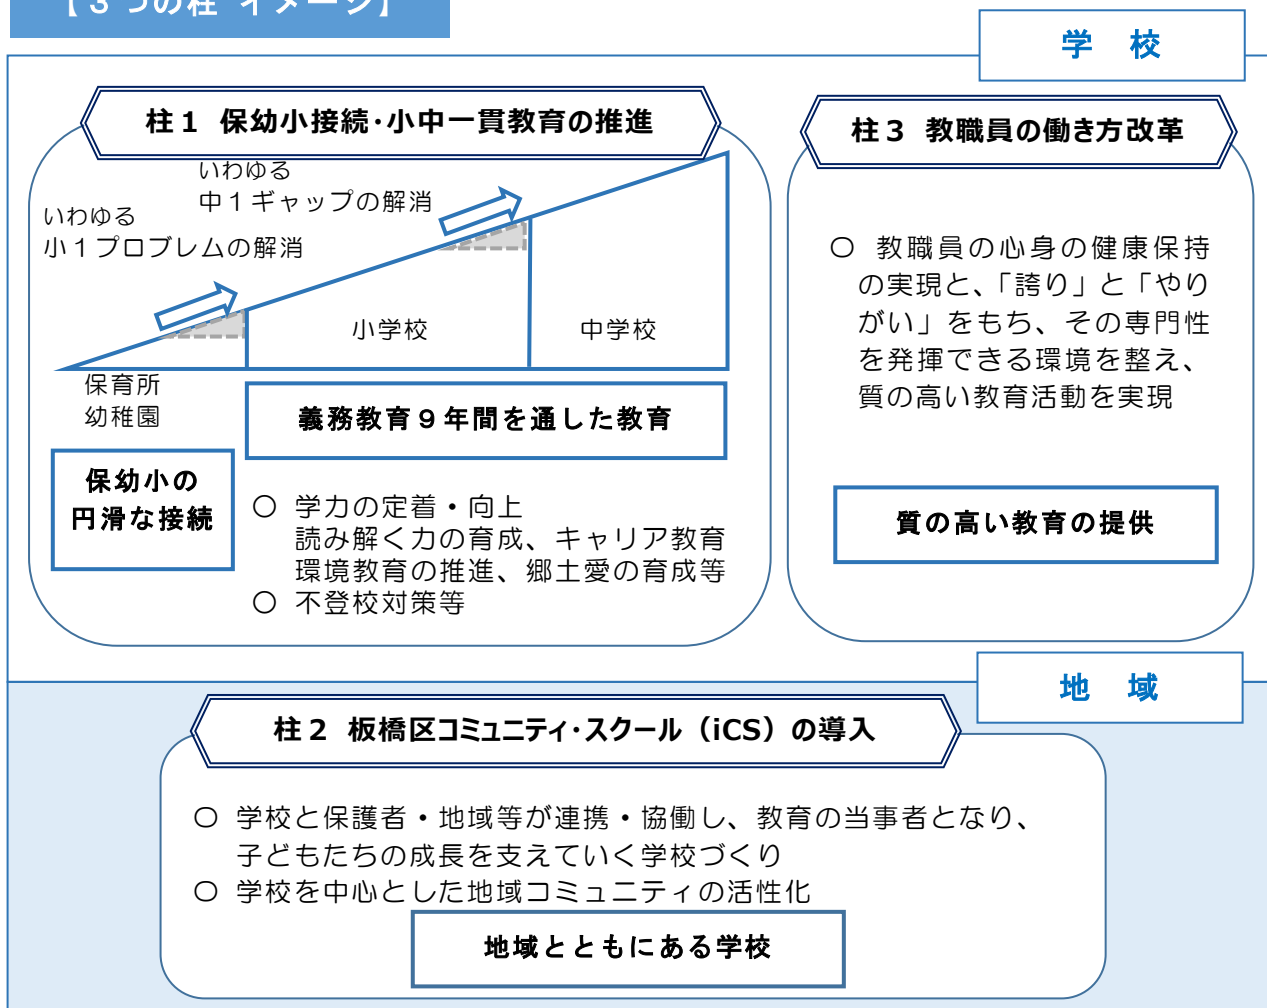 【３つの柱 イメージ】
学 校
柱１ 保幼小接続・小中一貫教育の推進
いわゆる
中１ギャップの解消
いわゆる
小１プロブレムの解消
小学校
中学校
保育所
幼稚園
義務教育９年間を通した教育
保幼小の
円滑な接続
○ 学力の定着・向上
読み解く力の育成、キャリア教育
環境教育の推進、郷土愛の育成等
○ 不登校対策等
柱３ 教職員の働き方改革
○ 教職員の心身の健康保持
の実現と、「誇り」と「やり
がい」をもち、その専門性
を発揮できる環境を整え、
質の高い教育活動を実現
質の高い教育の提供
地 域
柱２ 板橋区コミュニティ・スクール（iCS）の導入
○ 学校と保護者・地域等が連携・協働し、教育の当事者となり、
子どもたちの成長を支えていく学校づくり
○ 学校を中心とした地域コミュニティの活性化
地域とともにある学校